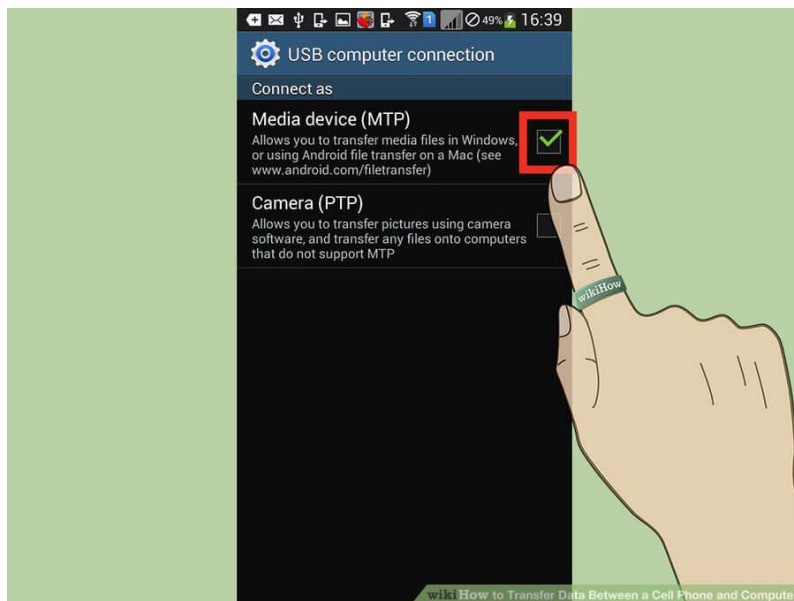 1 49% 16:39
USB computer connection
Connect as
Media device (MTP)
Allows you to transfer media files in Windows,
or using Android file transfer on a Mac (see
www.android.com/filetransfer)
Camera (PTP)
Allows you to transfer pictures using camera
software, and transfer any files onto computers
that do not support MTP
wikiHow
wikiHow to Transfer Data Between a Cell Phone and Compute